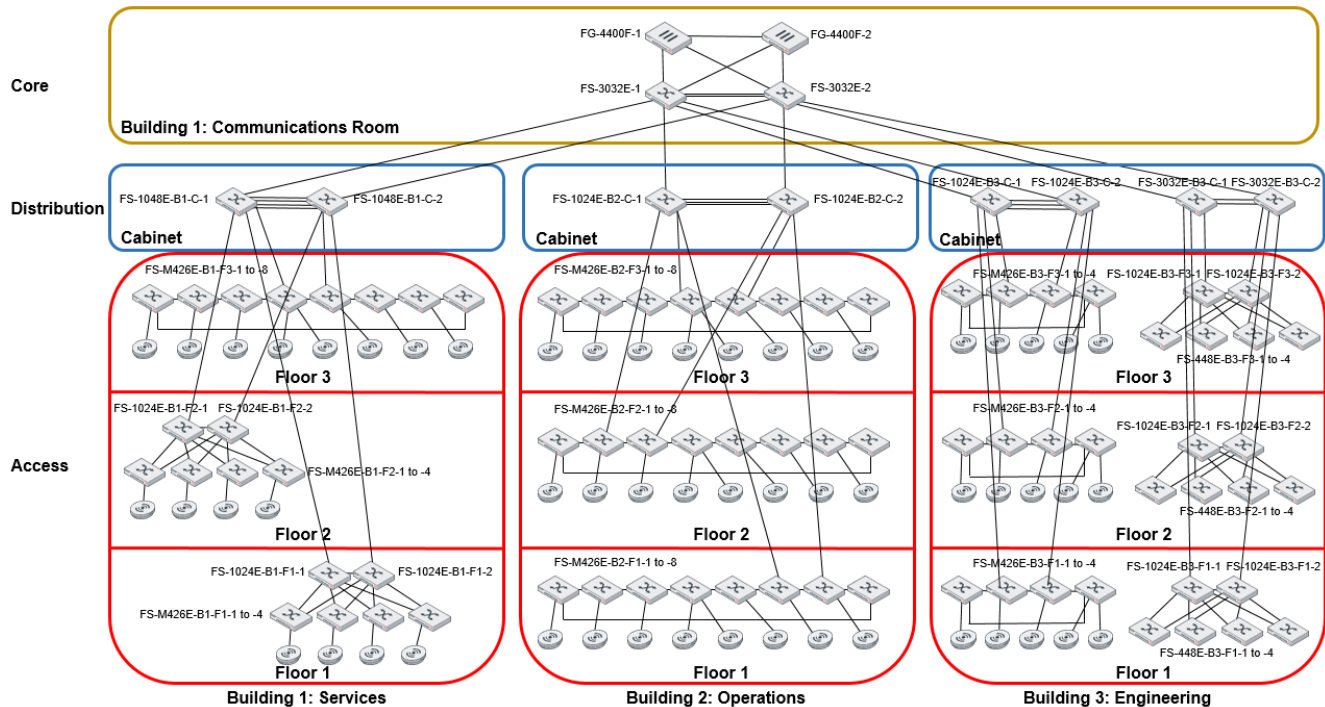 FG-4400F-1
FG-4400F-2
Core
FS-3032E-1
FS-3032E-2
Building 1: Communications Room
Distribution
FS-1048E-B1-C-1
FS-1048E-B1-C-2
Cabinet
FS-1024E-B2-C-1
FS-1024E-B2-C-2
Cabinet
FS-1024E-B3-C-1
FS-1024E-B3-C-2
FS-3032E-B3-C-1
FS-3032E-B3-C-2
Cabinet
Access
FS-M426E-B1-F3-1 to -8
Floor 3
FS-1024E-B1-F2-1
FS-1024E-B1-F2-2
FS-M426E-B1-F2-1 to -4
Floor 2
FS-1024E-B1-F1-1
FS-1024E-B1-F1-2
FS-M426E-B1-F1-1 to -4
Floor 1
Building 1: Services
FS-M426E-B2-F3-1 to -8
Floor 3
FS-M426E-B2-F2-1 to -8
Floor 2
FS-M426E-B2-F1-1 to -8
Floor 1
Building 2: Operations
FS-M426E-B3-F3-1 to -4
FS-1024E-B3-F3-1
FS-1024E-B3-F3-2
FS-448E-B3-F3-1 to -4
Floor 3
FS-M426E-B3-F2-1 to -4
FS-1024E-B3-F2-1
FS-1024E-B3-F2-2
FS-448E-B3-F2-1 to -4
Floor 2
FS-M426E-B3-F1-1 to -4
FS-1024E-B3-F1-1
FS-1024E-B3-F1-2
FS-448E-B3-F1-1 to -4
Floor 1
Building 3: Engineering